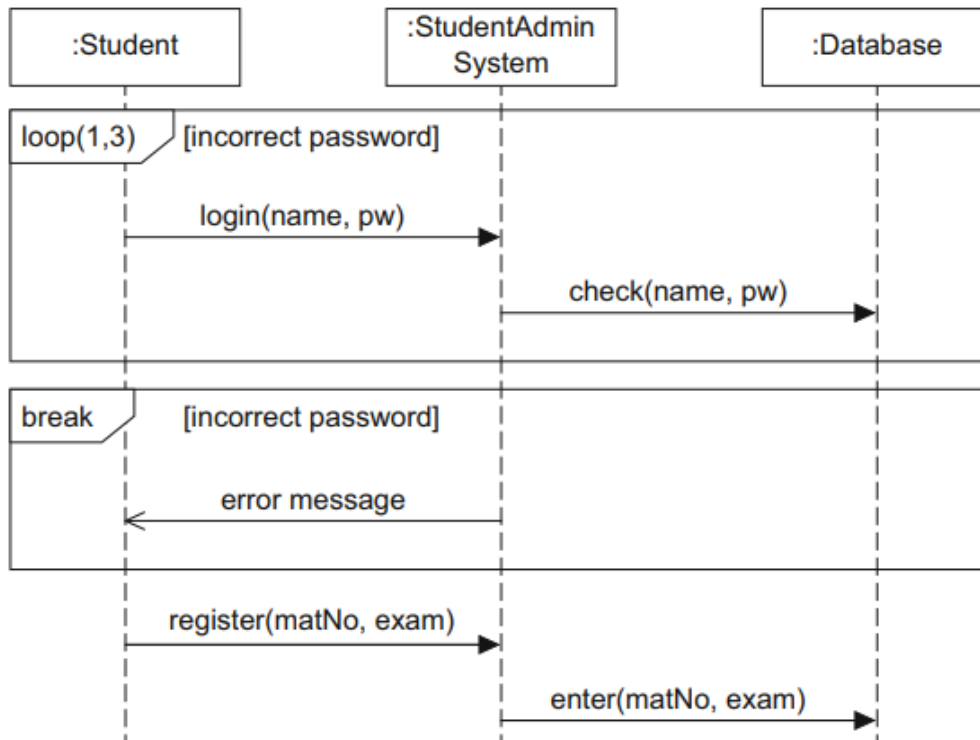 :Student
:StudentAdmin
System
:Database
loop(1,3)
[incorrect password]
login(name, pw)
check(name, pw)
break
[incorrect password]
error message
register(matNo, exam)
enter(matNo, exam)